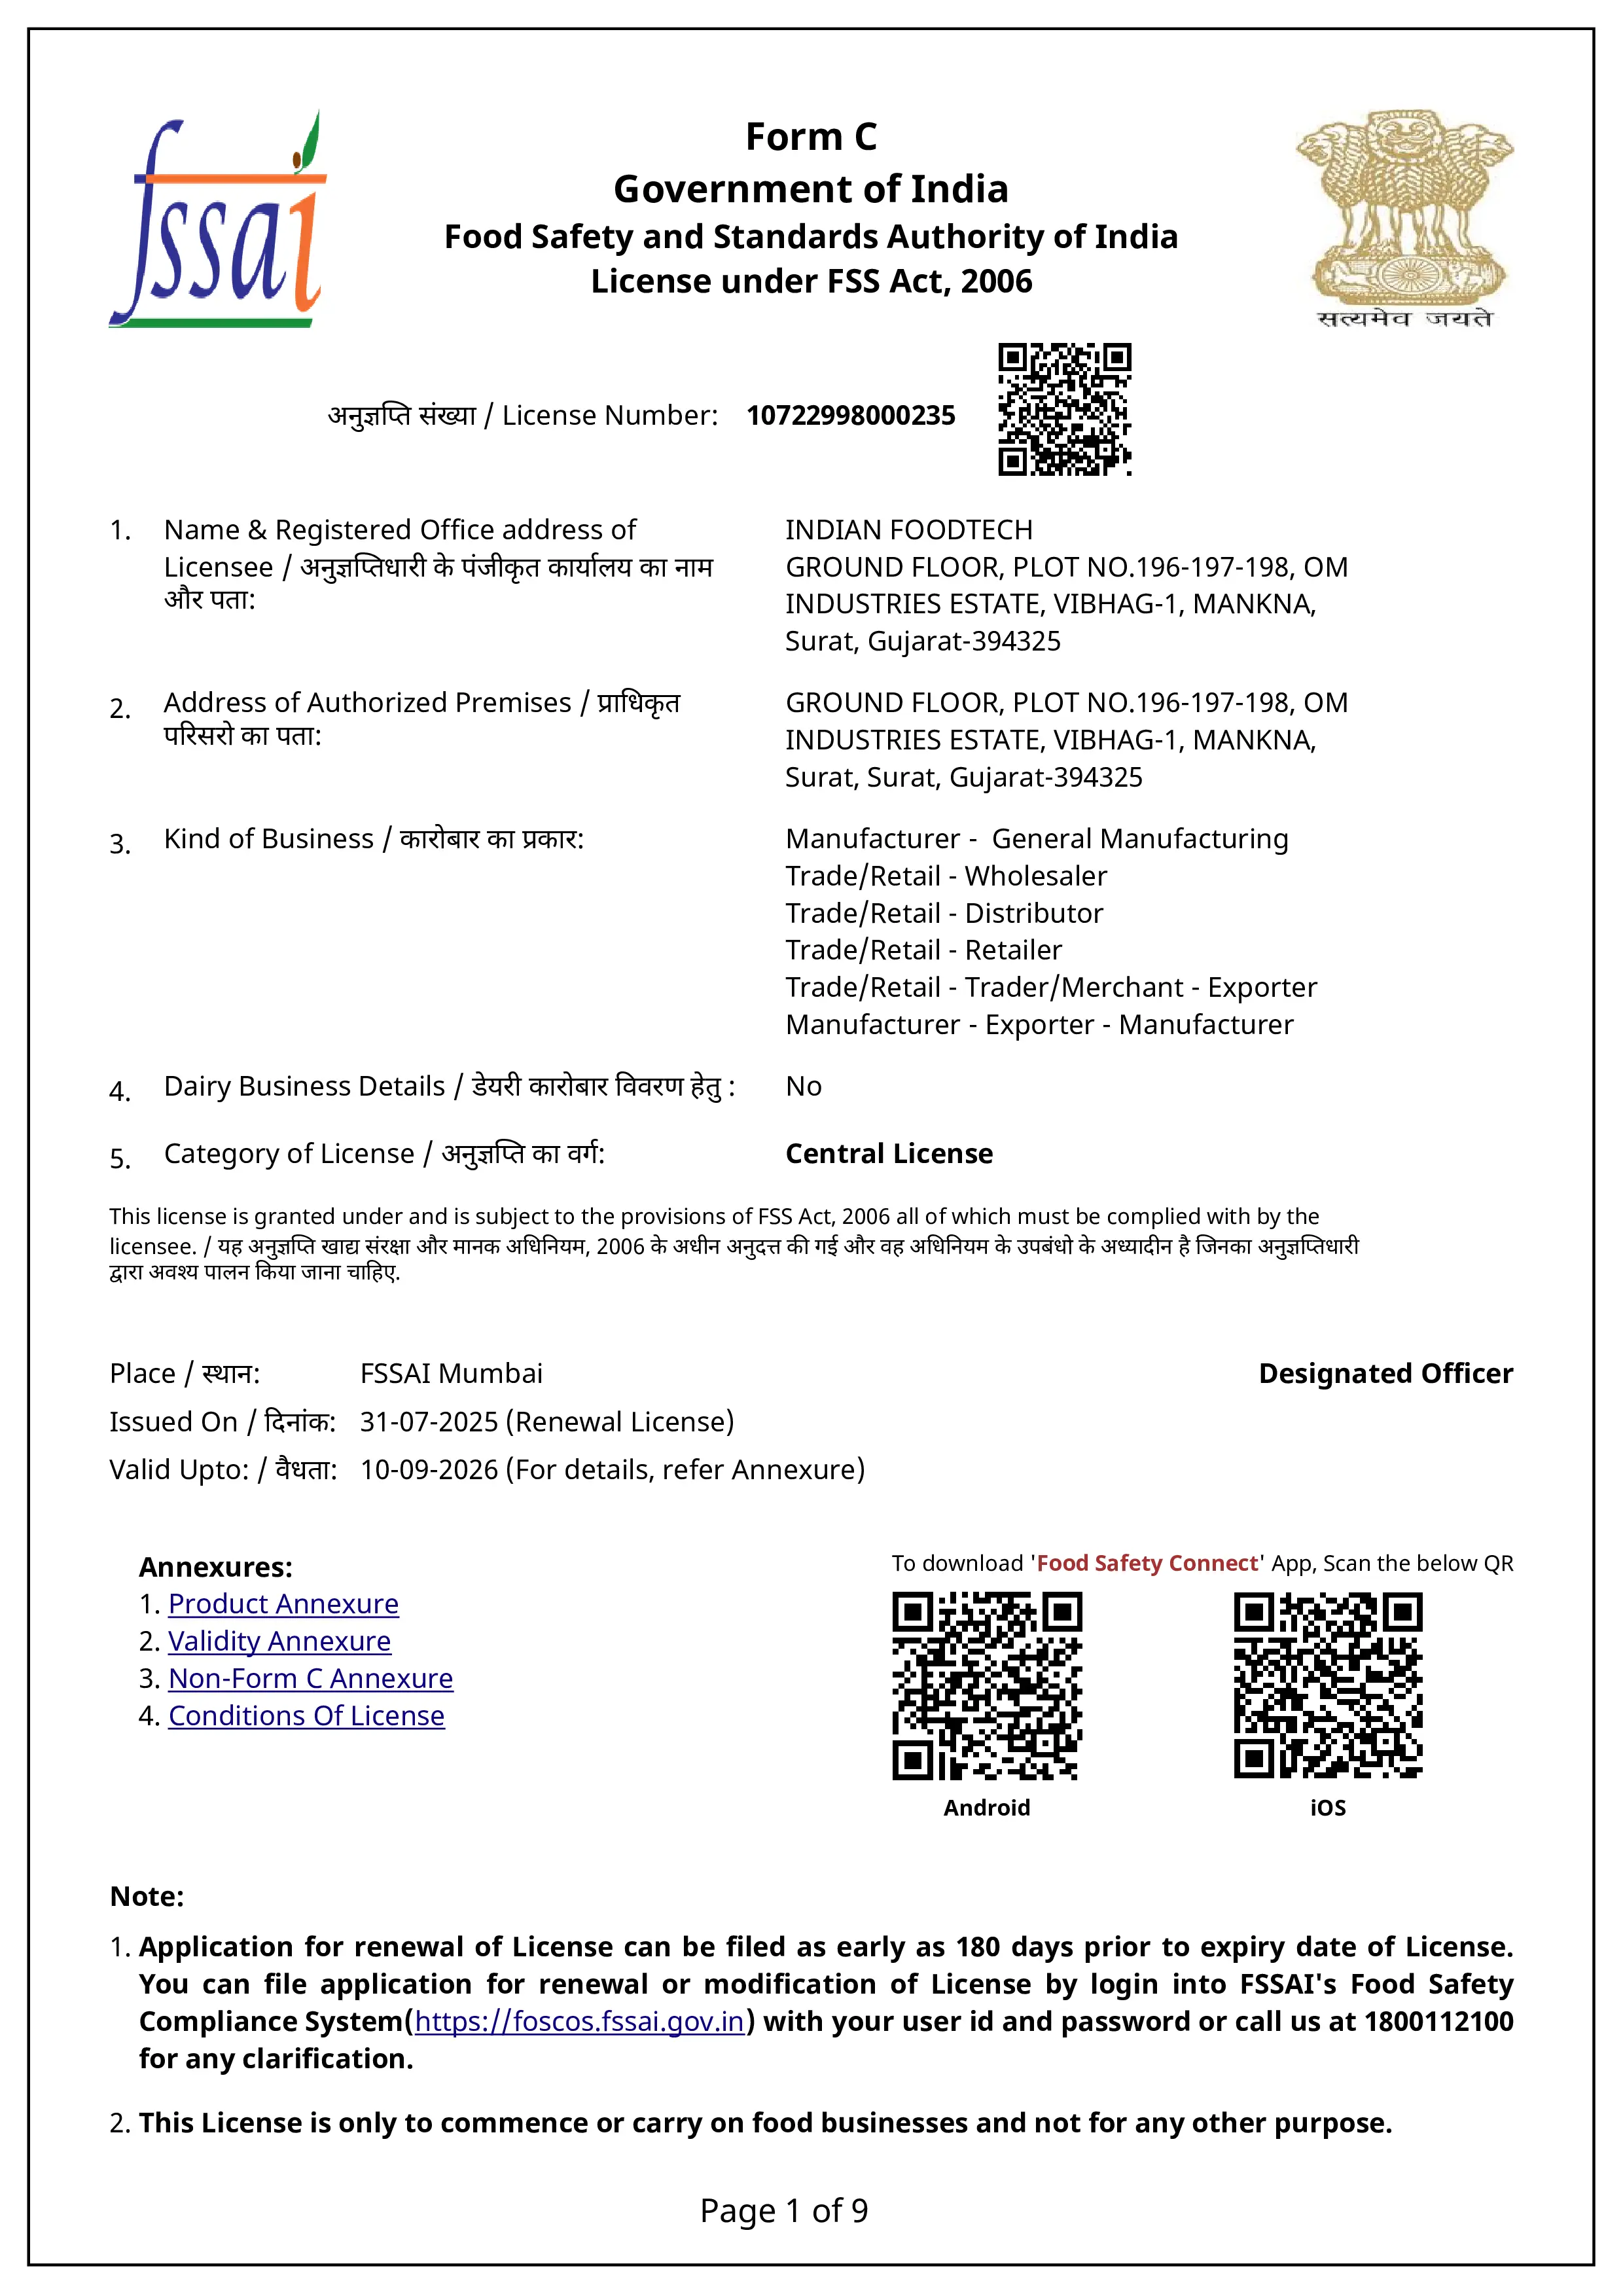 fssai
Form C
Government of India
Food Safety and Standards Authority of India
License under FSS Act, 2006
सत्यमेव जयते
अनुज्ञप्ति संख्या / License Number: 10722998000235
1. Name & Registered Office address of
Licensee / अनुज्ञप्तिधारी के पंजीकृत कार्यालय का नाम
और पता:
INDIAN FOODTECH
GROUND FLOOR, PLOT NO.196-197-198, OM
INDUSTRIES ESTATE, VIBHAG-1, MANKNA,
Surat, Gujarat-394325
2. Address of Authorized Premises / प्राधिकृत
परिसरो का पता:
GROUND FLOOR, PLOT NO.196-197-198, OM
INDUSTRIES ESTATE, VIBHAG-1, MANKNA,
Surat, Surat, Gujarat-394325
3. Kind of Business / कारोबार का प्रकार:
Manufacturer - General Manufacturing
Trade/Retail - Wholesaler
Trade/Retail - Distributor
Trade/Retail - Retailer
Trade/Retail - Trader/Merchant - Exporter
Manufacturer - Exporter - Manufacturer
4. Dairy Business Details / डेयरी कारोबार विवरण हेतु : No
5. Category of License / अनुज्ञप्ति का वर्ग: Central License
This license is granted under and is subject to the provisions of FSS Act, 2006 all of which must be complied with by the
licensee. / यह अनुज्ञप्ति खाद्य संरक्षा और मानक अधिनियम, 2006 के अधीन अनुदत्त की गई और वह अधिनियम के उपबंधो के अध्यादीन है जिनका अनुज्ञप्तिधारी
द्वारा अवश्य पालन किया जाना चाहिए.
Place / स्थान: FSSAI Mumbai Designated Officer
Issued On / दिनांक: 31-07-2025 (Renewal License)
Valid Upto: / वैधता: 10-09-2026 (For details, refer Annexure)
Annexures:
1. Product Annexure
2. Validity Annexure
3. Non-Form C Annexure
4. Conditions Of License
To download 'Food Safety Connect' App, Scan the below QR
Android iOS
Note:
1. Application for renewal of License can be filed as early as 180 days prior to expiry date of License.
You can file application for renewal or modification of License by login into FSSAI's Food Safety
Compliance System(https://foscos.fssai.gov.in) with your user id and password or call us at 1800112100
for any clarification.
2. This License is only to commence or carry on food businesses and not for any other purpose.
Page 1 of 9